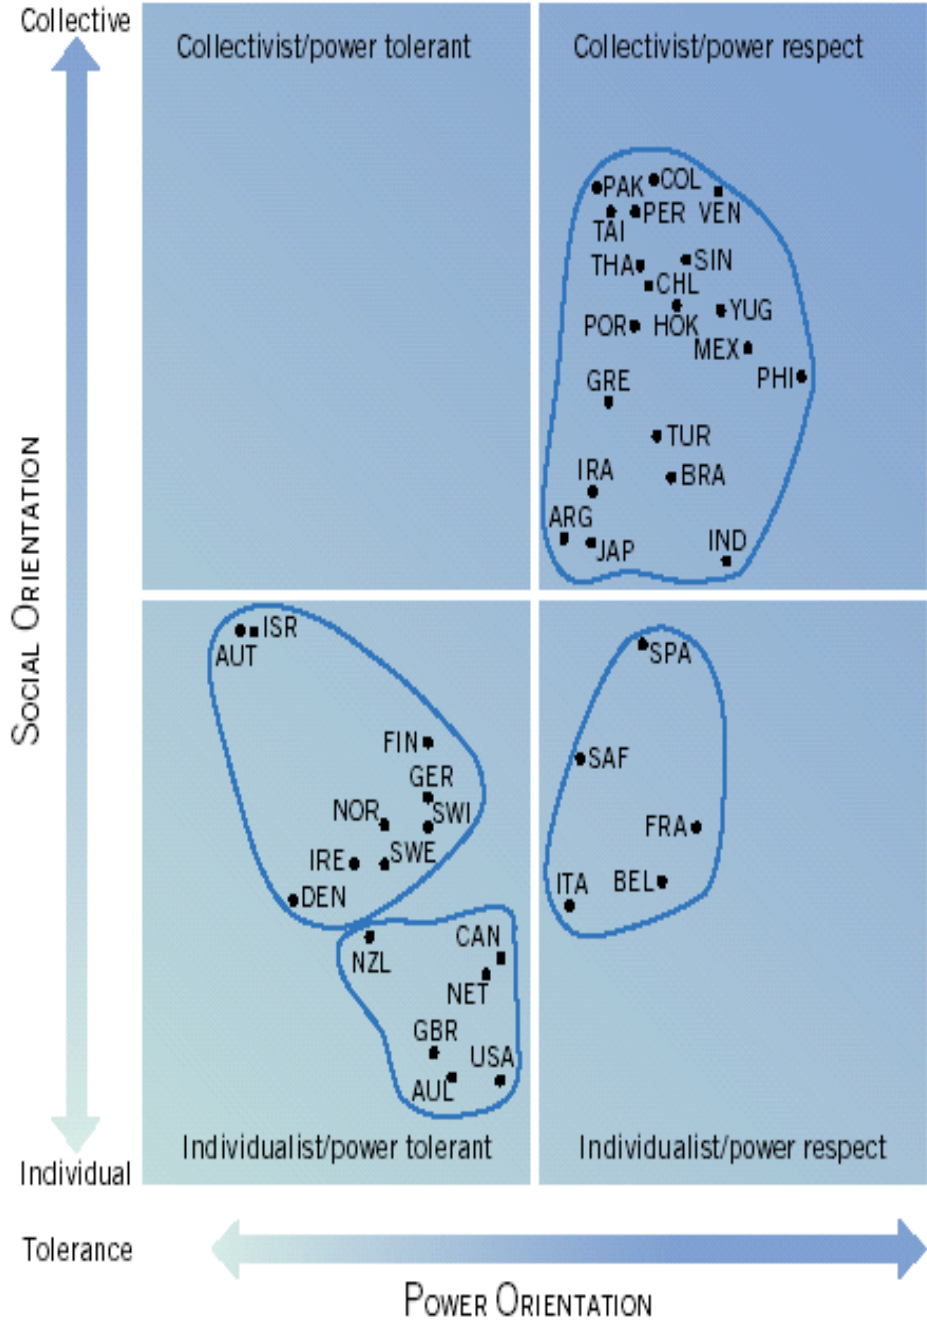 Collective
Collectivist/power tolerant
Collectivist/power respect
PAK
COL
TAI
PER
VEN
THA
SIN
CHL
POR
HOK
YUG
MEX
PHI
GRE
TUR
IRA
BRA
ARG
JAP
IND
SOCIAL ORIENTATION
AUT
ISR
FIN
GER
NOR
SWI
IRE
SWE
DEN
NZL
CAN
NET
GBR
USA
AUL
SPA
SAF
FRA
ITA
BEL
Individualist/power tolerant
Individualist/power respect
Individual
Tolerance
POWER ORIENTATION